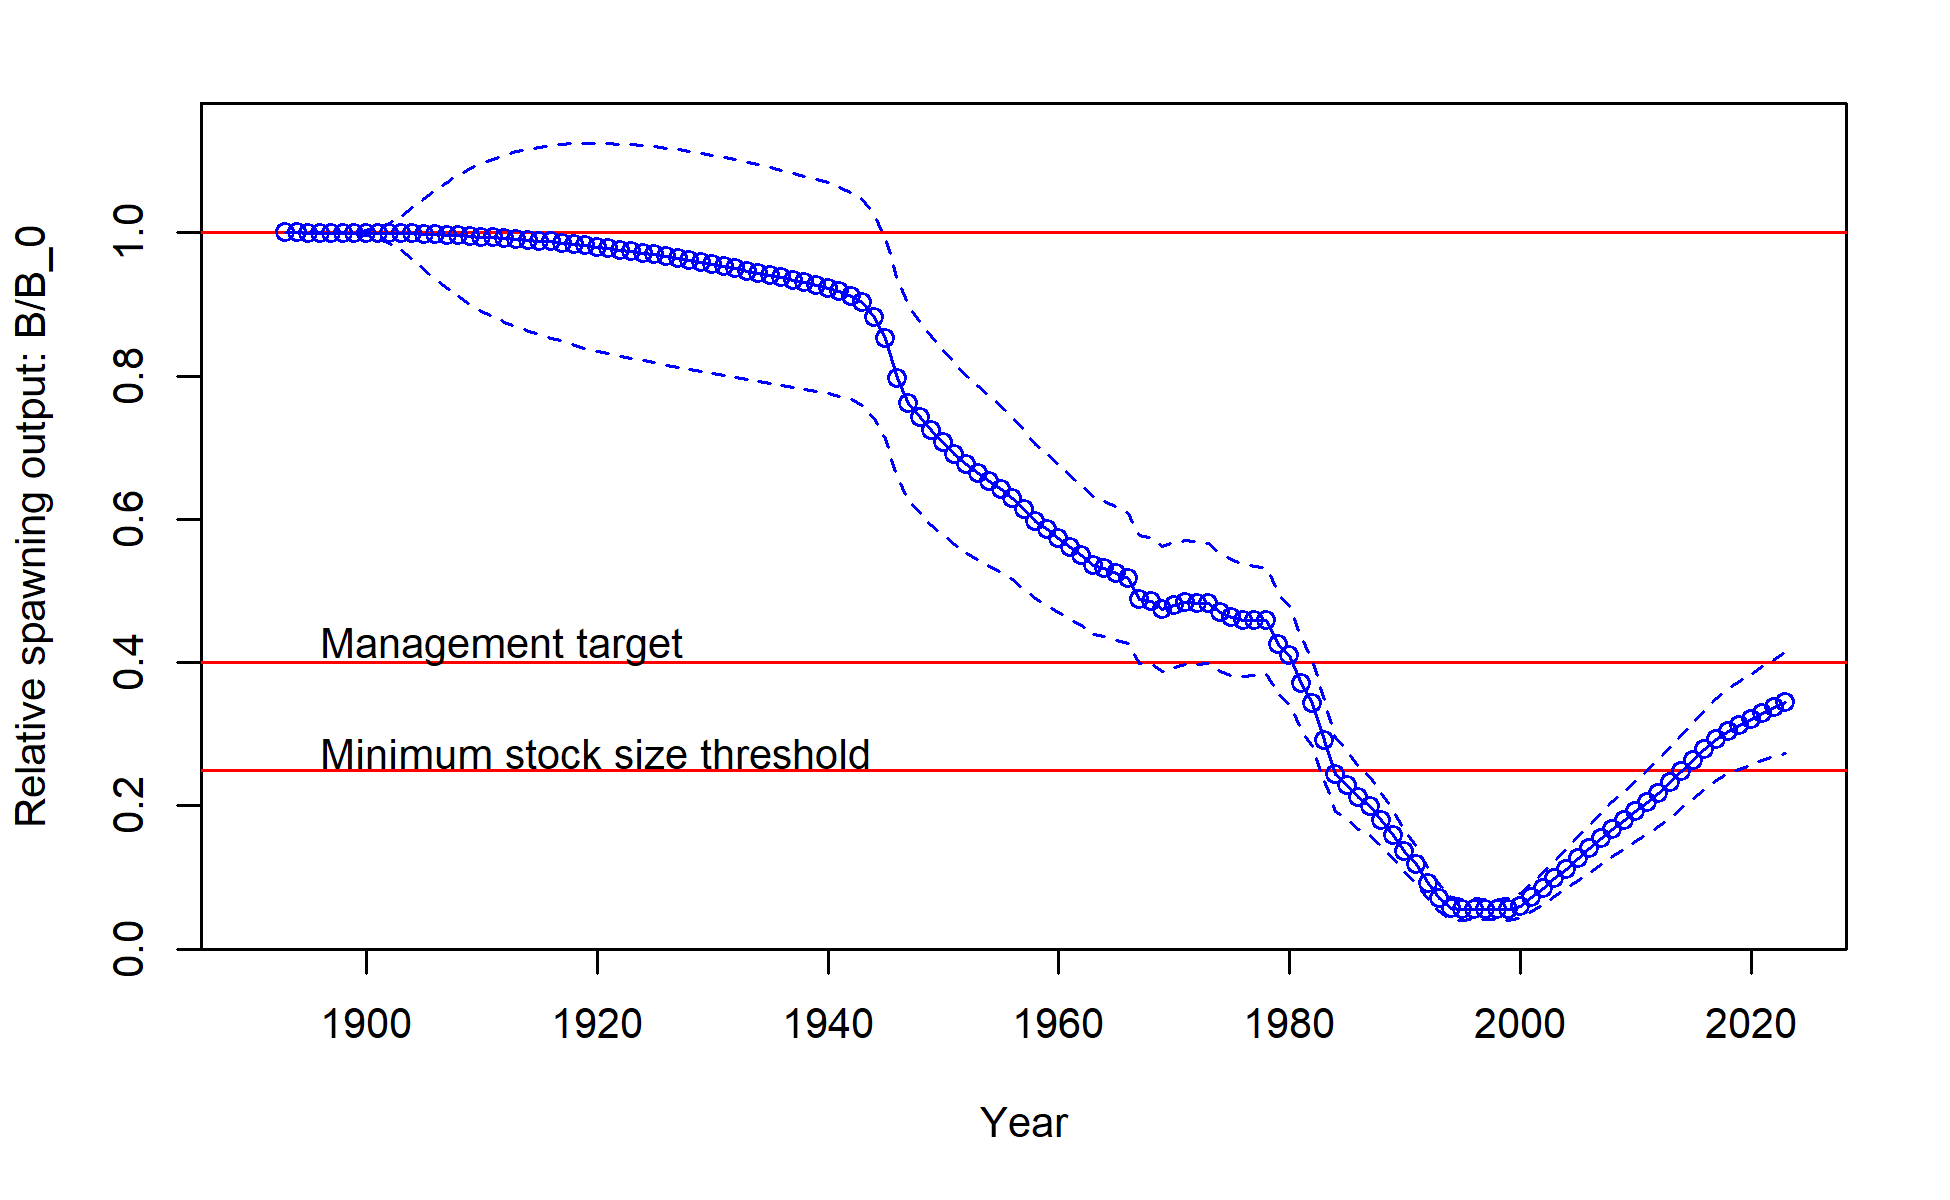 Relative spawning output: B/B_0
1.0
0.8
0.6
0.4
0.2
0.0
Management target
Minimum stock size threshold
1900 1920 1940 1960 1980 2000 2020
Year